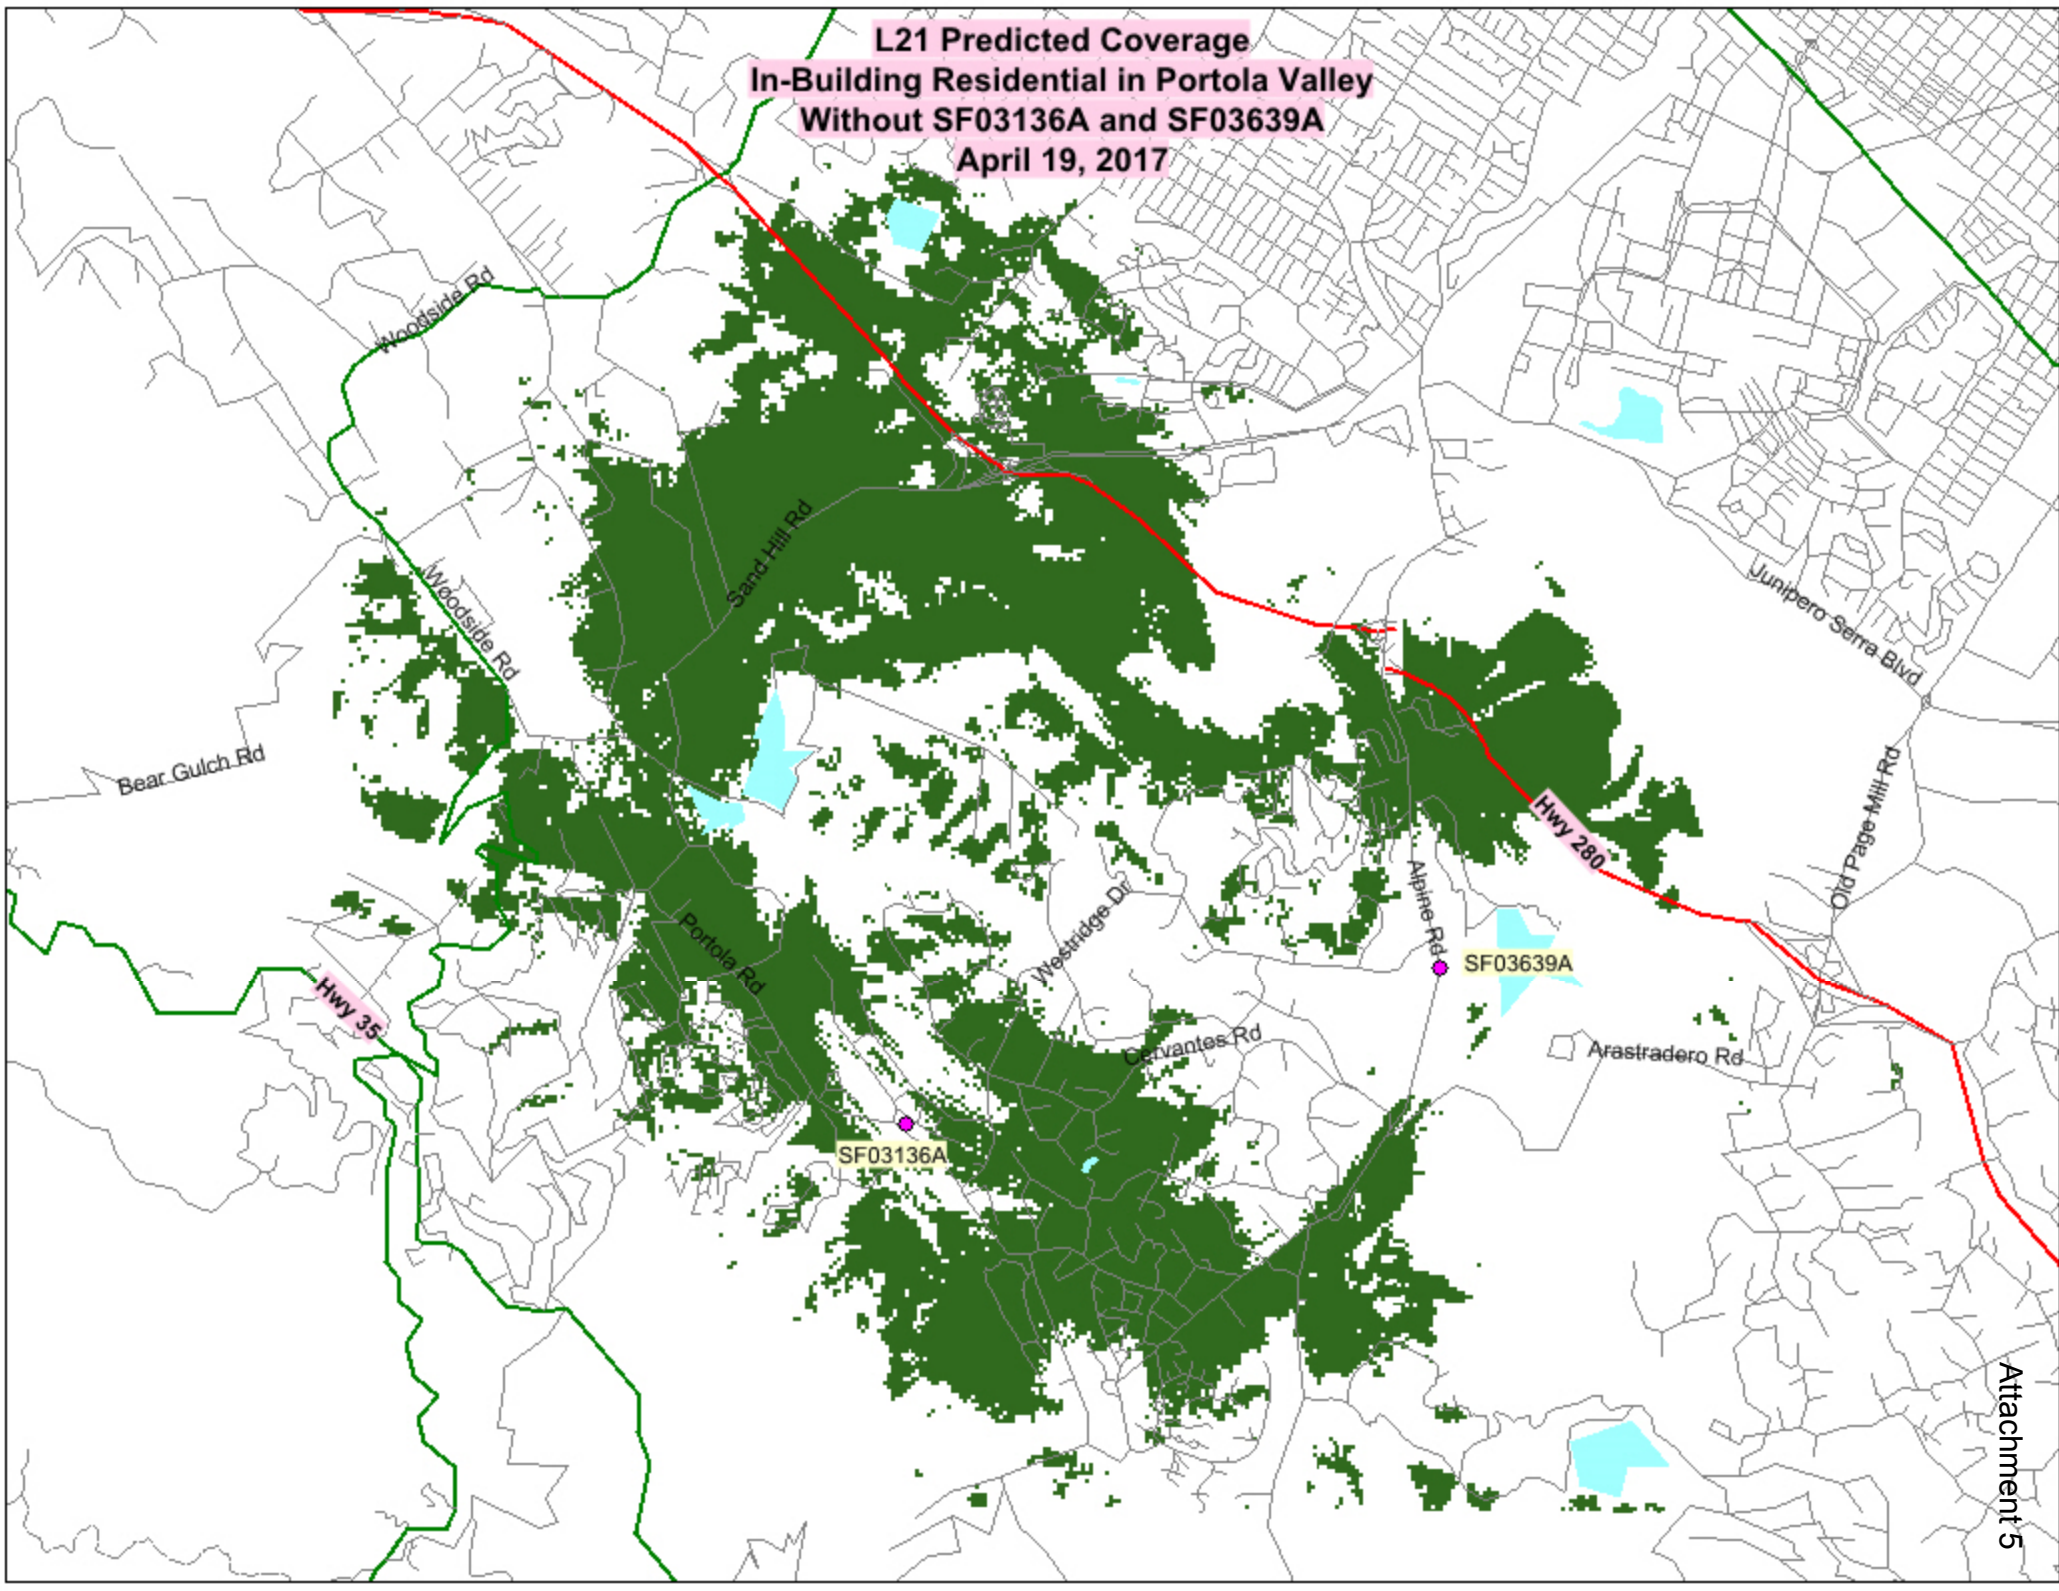 L21 Predicted Coverage
In-Building Residential in Portola Valley
Without SF03136A and SF03639A
April 19, 2017
Woodside Rd
Sand Hill Rd
Woodside Rd
Junipero Serra Blvd
Bear Gulch Rd
Hwy 280
Old Page Mill Rd
Alpine Rd
Westridge Dr
Portola Rd
SF03639A
Hwy 35
Cervantes Rd
Arastradero Rd
SF03136A
Attachment 5